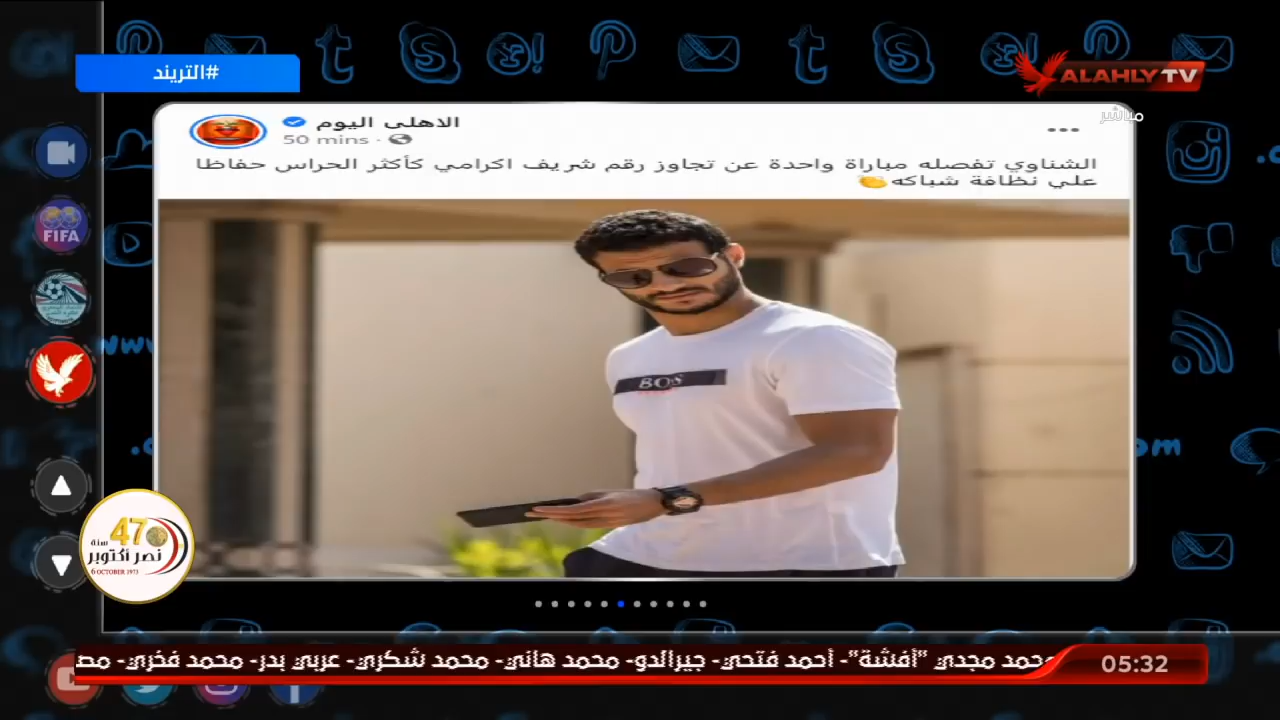 #التريند
ALAHLY TV
مباشر
الاهلى اليوم
50 mins ·
الشناوي تفصله مباراة واحدة عن تجاوز رقم شريف اكرامي كأكثر الحراس حفاظا
علي نظافة شباكه
FIFA
BOS
47 سنة
نصر أكتوبر
6 OCTOBER 1973
محمد مجدي "أفشة"- أحمد فتحي- جيرالدو- محمد هاني- محمد شكري- عربي بدر- محمد فخري- مص
05:32